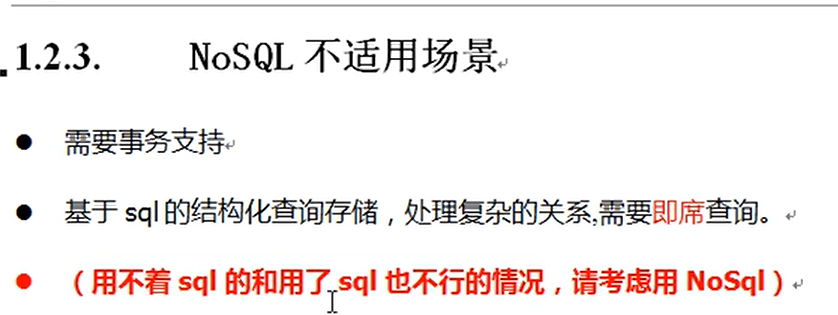 1.2.3. NoSQL 不适用场景
● 需要事务支持
● 基于 sql 的结构化查询存储，处理复杂的关系,需要即席查询。
● （用不着 sql 的和用了 sql 也不行的情况，请考虑用 NoSql）